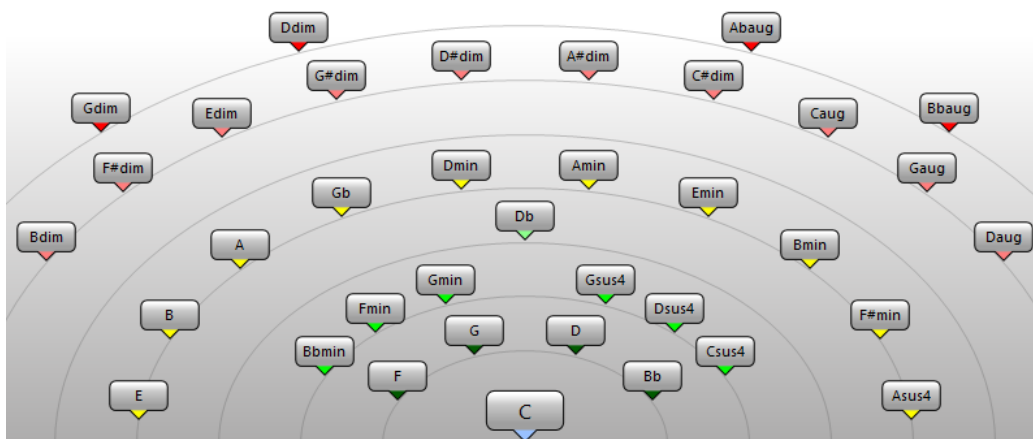 Ddim
Abaug
D#dim
A#dim
G#dim
C#dim
Gdim
Edim
Caug
Bbaug
F#dim
Dmin
Amin
Gaug
Gb
Emin
Db
Bdim
A
Bmin
Daug
Gmin
Gsus4
Fmin
Dsus4
B
F#min
G
D
Bbmin
Csus4
F
Bb
E
C
Asus4